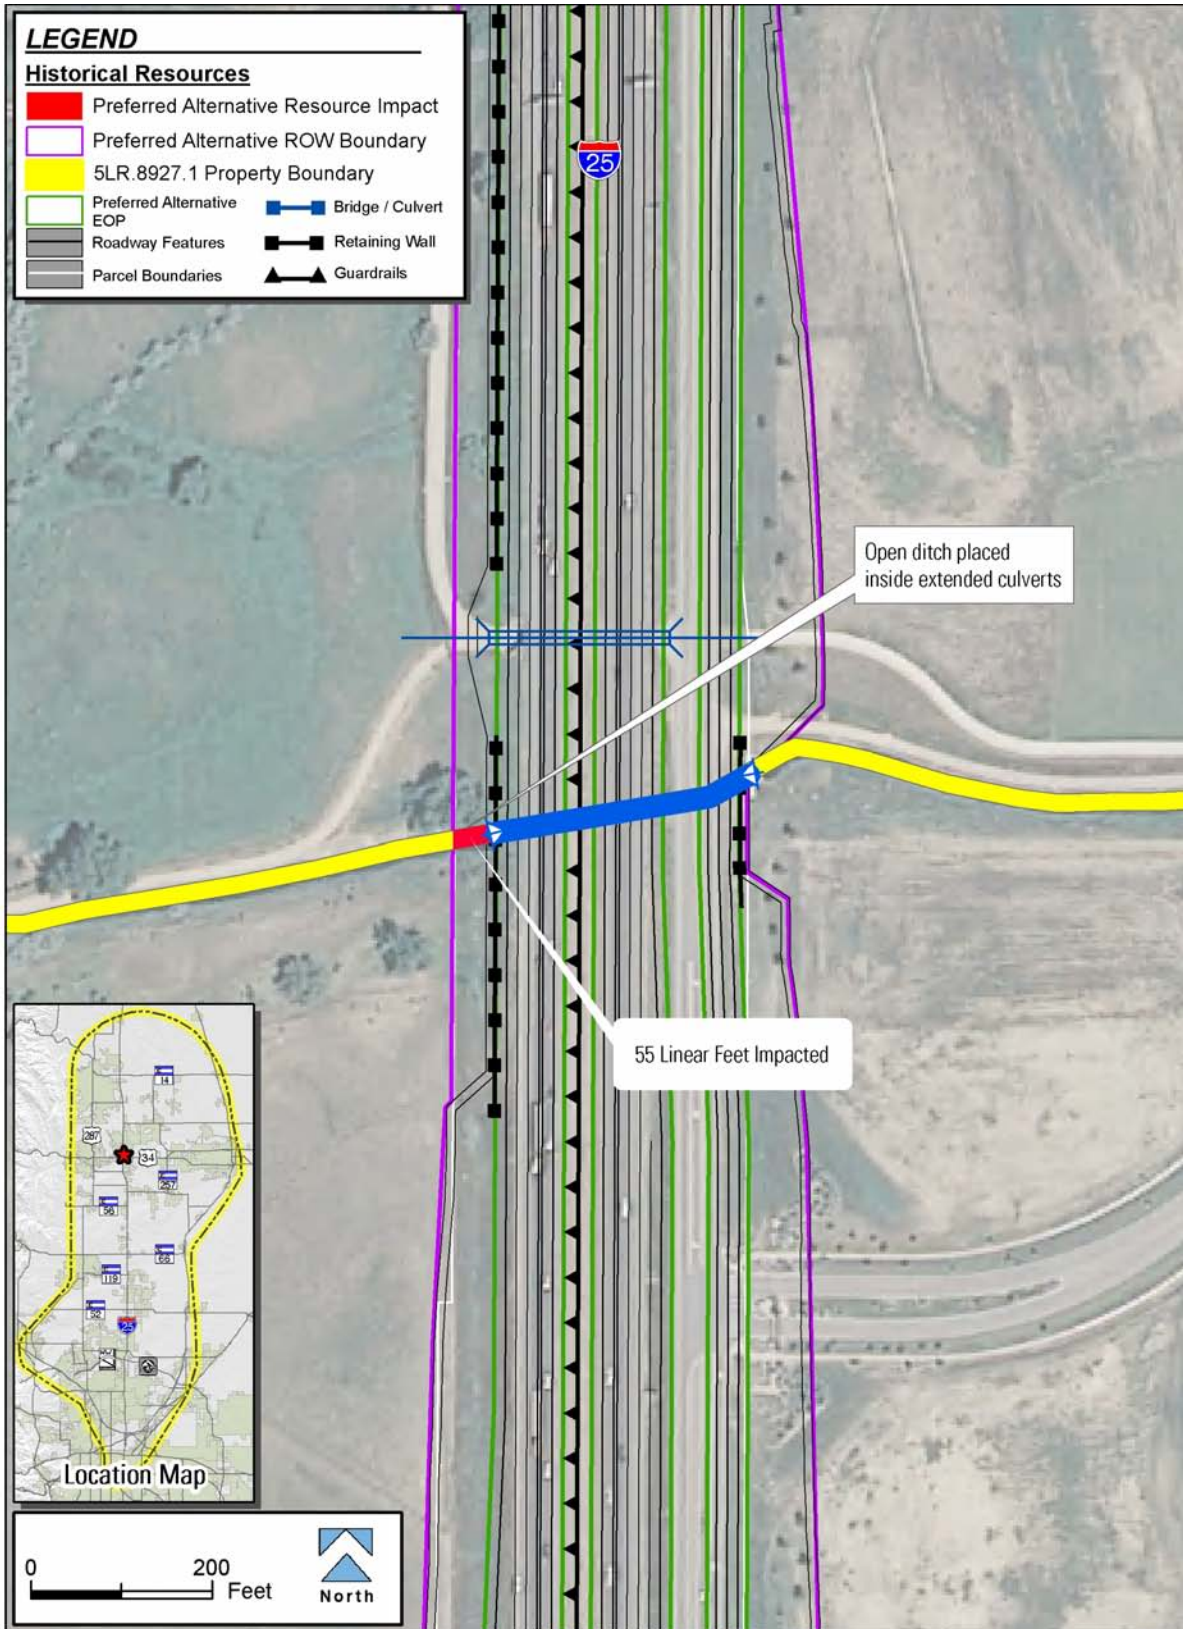 LEGEND
Historical Resources
Preferred Alternative Resource Impact
Preferred Alternative ROW Boundary
5LR.8927.1 Property Boundary
Preferred Alternative
EOP
Bridge / Culvert
Roadway Features
Retaining Wall
Parcel Boundaries
Guardrails
25
Open ditch placed
inside extended culverts
55 Linear Feet Impacted
14
287
34
257
56
66
119
52
25
Location Map
0
200
Feet
North